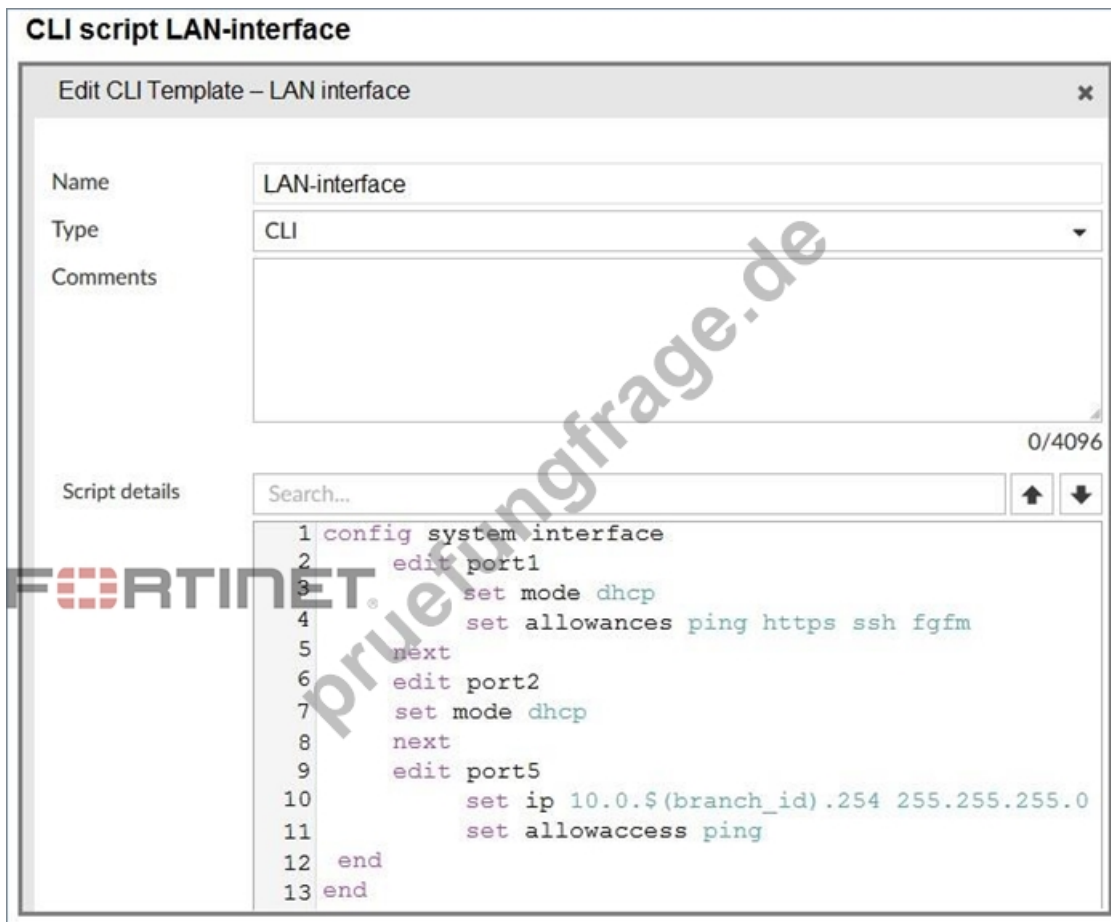 CLI script LAN-interface
Edit CLI Template – LAN interface ×
Name LAN-interface
Type CLI
Comments
0/4096
Script details Search...
1 config system interface
2 edit port1
3 set mode dhcp
4 set allowances ping https ssh fgfm
5 next
6 edit port2
7 set mode dhcp
8 next
9 edit port5
10 set ip 10.0.$(branch_id).254 255.255.255.0
11 set allowaccess ping
12 end
13 end
FORTINET®
pruefungfrage.de